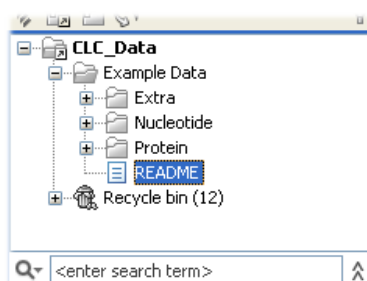 CLC_Data
Example Data
Extra
Nucleotide
Protein
README
Recycle bin (12)
<enter search term>